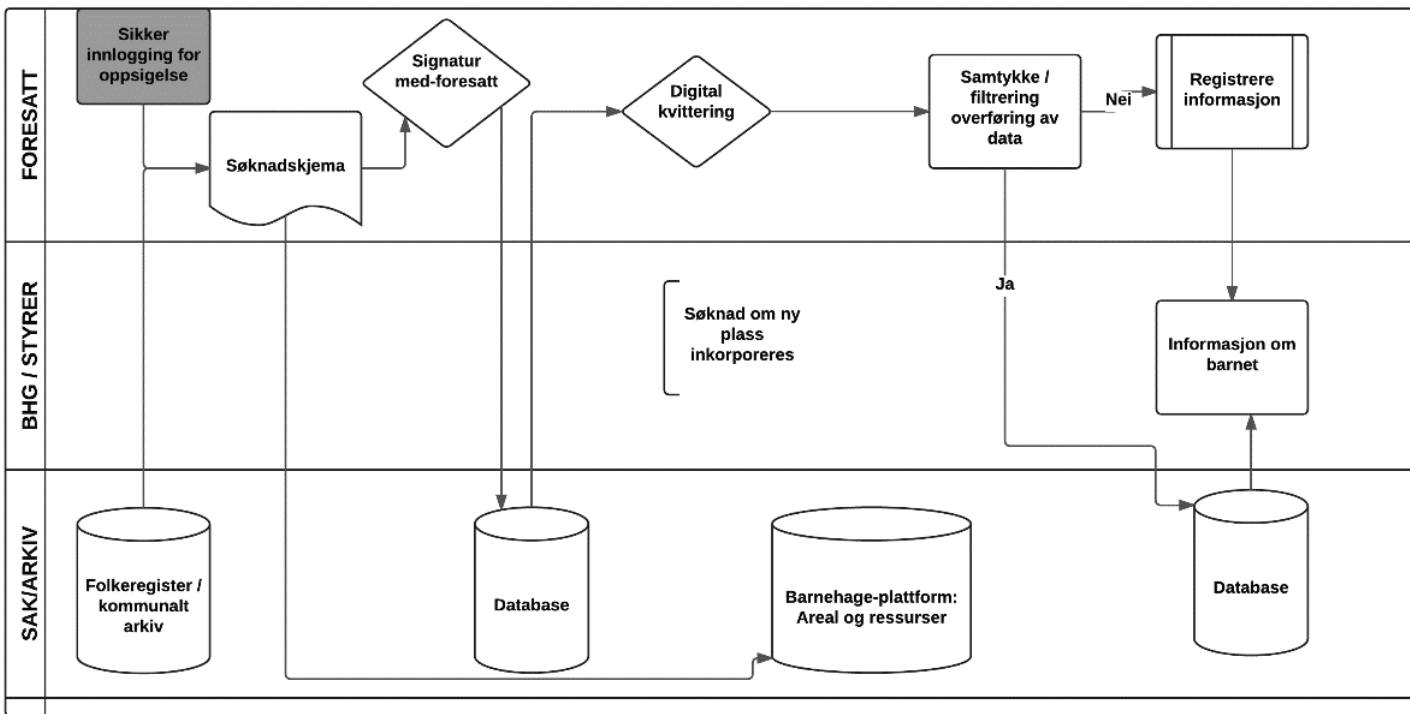 FORESATT
Sikker
innlogging for
oppsigelse
Søknadskjema
Signatur
med-foresatt
Digital
kvittering
Samtykke /
filtrering
overføring av
data
Nei
Registrere
informasjon
BHG / STYRER
Søknad om ny
plass
inkorporeres
Ja
Informasjon om
barnet
SAK/ARKIV
Folkeregister /
kommunalt
arkiv
Database
Barnehage-plattform:
Areal og ressurser
Database